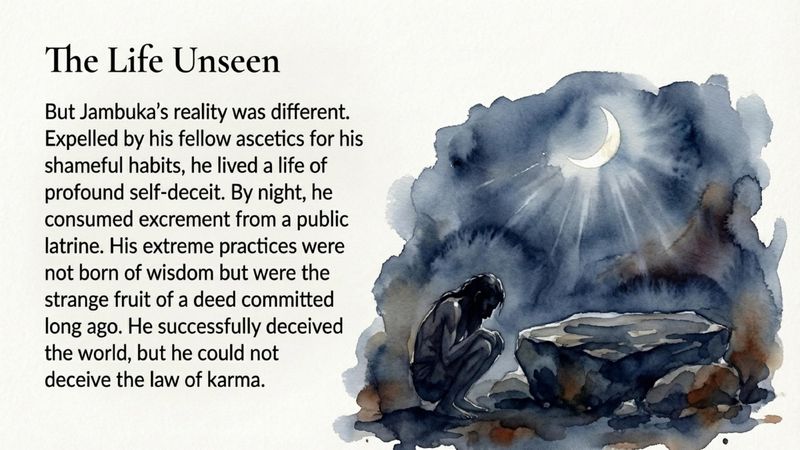 The Life Unseen
But Jambuka’s reality was different.
Expelled by his fellow ascetics for his
shameful habits, he lived a life of
profound self-deceit. By night, he
consumed excrement from a public
latrine. His extreme practices were
not born of wisdom but were the
strange fruit of a deed committed
long ago. He successfully deceived
the world, but he could not
deceive the law of karma.